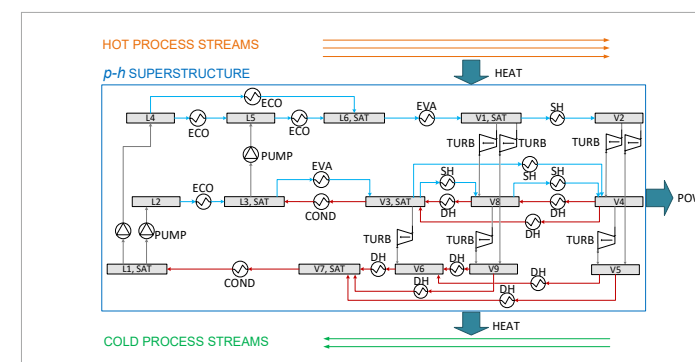 HOT PROCESS STREAMS
HEAT
p-h SUPERSTRUCTURE
ECO
L4
L5
L6, SAT
EVA
V1, SAT
SH
V2
ECO
ECO
TURB
TURB
TURB
PUMP
EVA
SH
SH
SH
L2
ECO
L3, SAT
V3, SAT
V8
V4
POW
COND
DH
DH
DH
PUMP
TURB
TURB
TURB
L1, SAT
COND
V7, SAT
DH
V6
DH
V9
V5
DH
DH
DH
HEAT
COLD PROCESS STREAMS